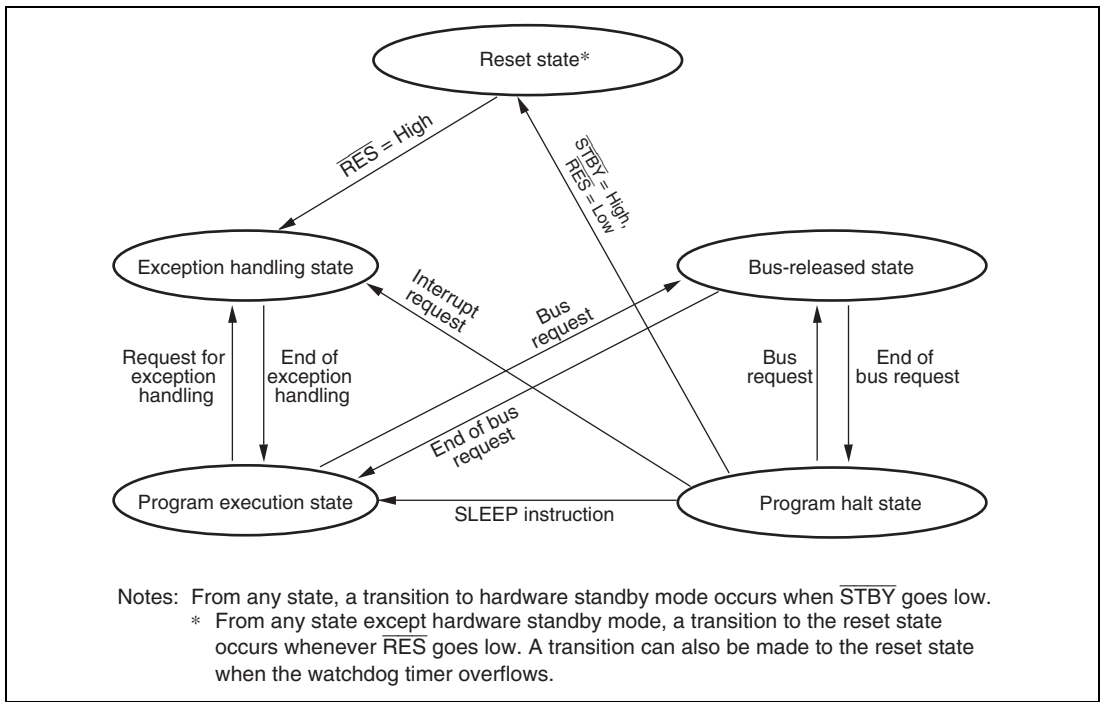 Reset state*
RES = High
STBY = High,
RES = Low
Exception handling state
Bus-released state
Interrupt
request
Bus
request
Request for
exception
handling
End of
exception
handling
Bus
request
End of
bus request
End of bus
request
Program execution state
SLEEP instruction
Program halt state
Notes: From any state, a transition to hardware standby mode occurs when STBY goes low.
* From any state except hardware standby mode, a transition to the reset state
occurs whenever RES goes low. A transition can also be made to the reset state
when the watchdog timer overflows.